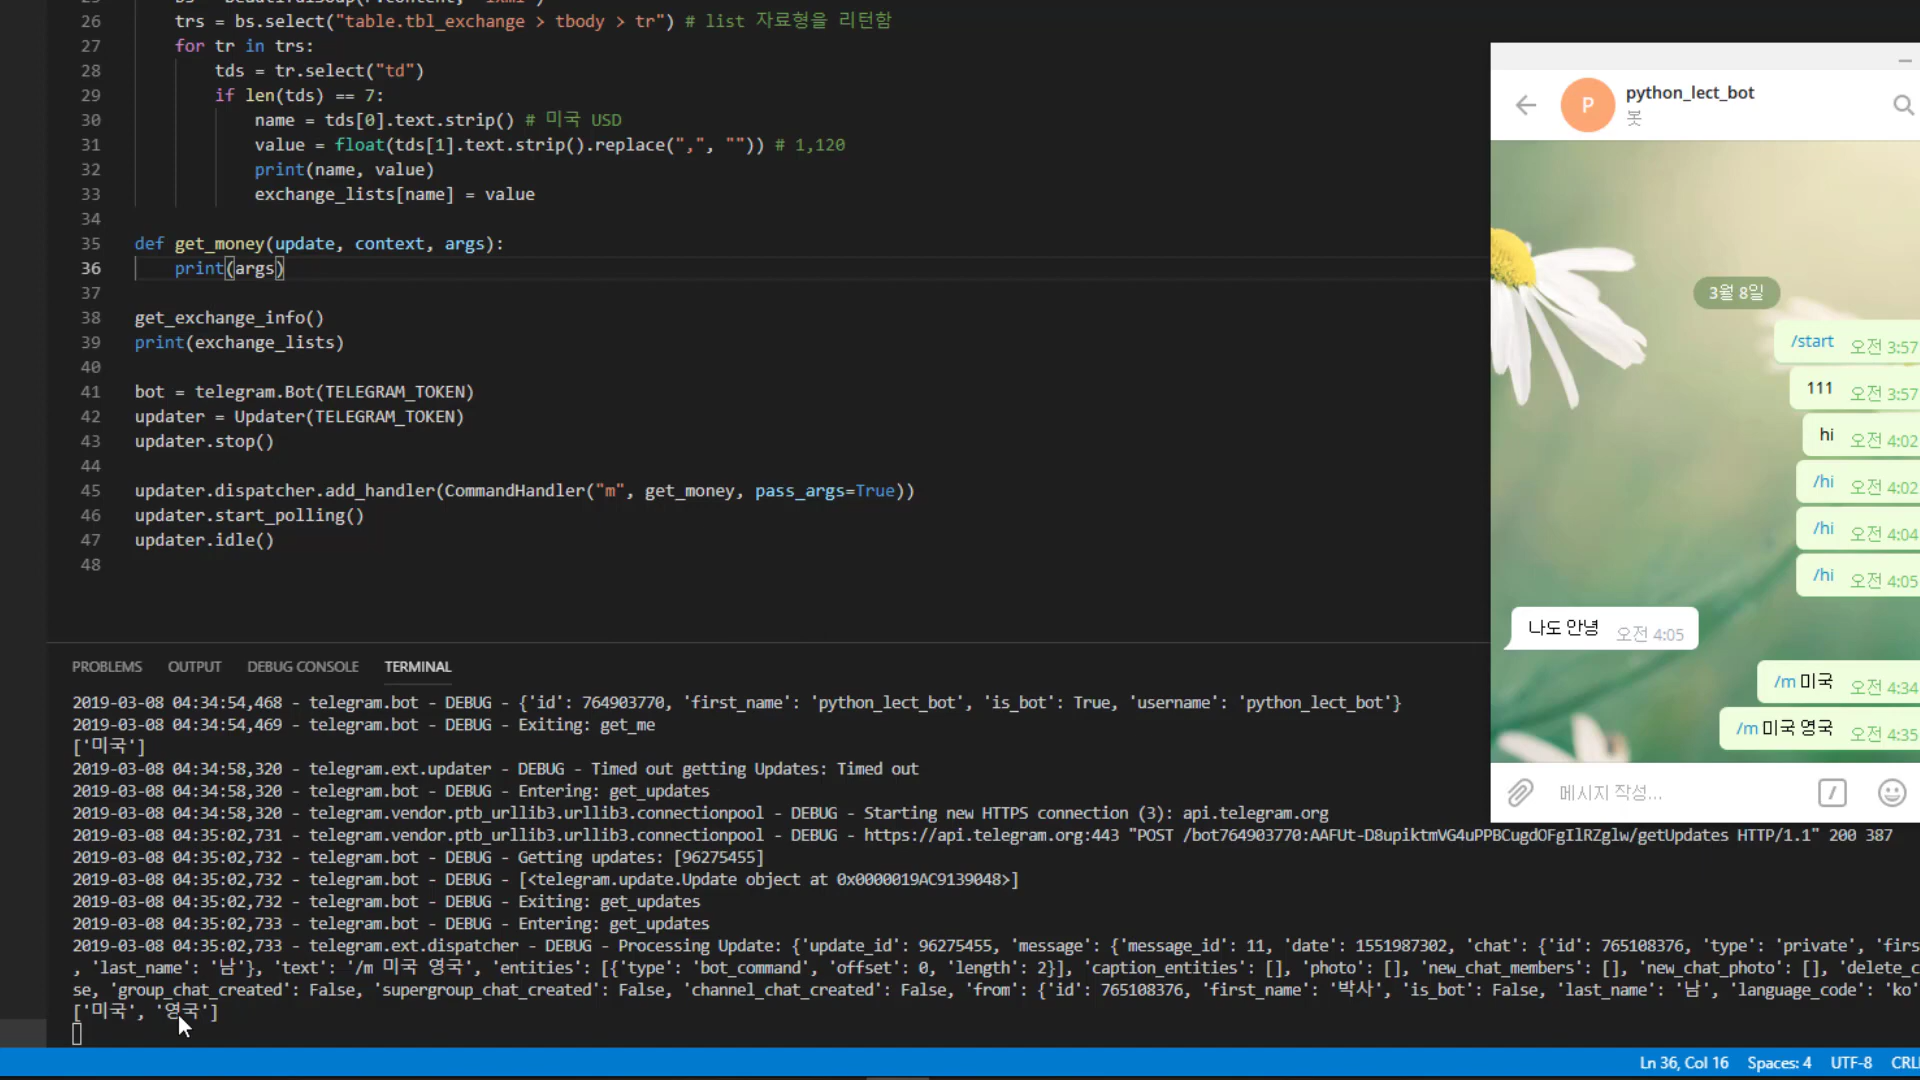 26 trs = bs.select("table.tbl_exchange > tbody > tr") # list 자료형을 리턴함
27 for tr in trs:
28 tds = tr.select("td")
29 if len(tds) == 7:
30 name = tds[0].text.strip() # 미국 USD
31 value = float(tds[1].text.strip().replace(",", "")) # 1,120
32 print(name, value)
33 exchange_lists[name] = value
34
35 def get_money(update, context, args):
36 print(args)
37
38 get_exchange_info()
39 print(exchange_lists)
40
41 bot = telegram.Bot(TELEGRAM_TOKEN)
42 updater = Updater(TELEGRAM_TOKEN)
43 updater.stop()
44
45 updater.dispatcher.add_handler(CommandHandler("m", get_money, pass_args=True))
46 updater.start_polling()
47 updater.idle()
48
PROBLEMS OUTPUT DEBUG CONSOLE TERMINAL
2019-03-08 04:34:54,468 - telegram.bot - DEBUG - {'id': 764903770, 'first_name': 'python_lect_bot', 'is_bot': True, 'username': 'python_lect_bot'}
2019-03-08 04:34:54,469 - telegram.bot - DEBUG - Exiting: get_me
['미국']
2019-03-08 04:34:58,320 - telegram.ext.updater - DEBUG - Timed out getting Updates: Timed out
2019-03-08 04:34:58,320 - telegram.bot - DEBUG - Entering: get_updates
2019-03-08 04:34:58,320 - telegram.vendor.ptb_urllib3.urllib3.connectionpool - DEBUG - Starting new HTTPS connection (3): api.telegram.org
2019-03-08 04:35:02,731 - telegram.vendor.ptb_urllib3.urllib3.connectionpool - DEBUG - https://api.telegram.org:443 "POST /bot764903770:AAFUt-D8upiktmVG4uPPBCugdOFgIlRZglw/getUpdates HTTP/1.1" 200 387
2019-03-08 04:35:02,732 - telegram.bot - DEBUG - Getting updates: [96275455]
2019-03-08 04:35:02,732 - telegram.bot - DEBUG - [<telegram.update.Update object at 0x0000019AC9139048>]
2019-03-08 04:35:02,732 - telegram.bot - DEBUG - Exiting: get_updates
2019-03-08 04:35:02,733 - telegram.bot - DEBUG - Entering: get_updates
2019-03-08 04:35:02,733 - telegram.ext.dispatcher - DEBUG - Processing Update: {'update_id': 96275455, 'message': {'message_id': 11, 'date': 1551987302, 'chat': {'id': 765108376, 'type': 'private', 'firs
, 'last_name': '남'}, 'text': '/m 미국 영국', 'entities': [{'type': 'bot_command', 'offset': 0, 'length': 2}], 'caption_entities': [], 'photo': [], 'new_chat_members': [], 'new_chat_photo': [], 'delete_c
se, 'group_chat_created': False, 'supergroup_chat_created': False, 'channel_chat_created': False, 'from': {'id': 765108376, 'first_name': '박사', 'is_bot': False, 'last_name': '남', 'language_code': 'ko'
['미국', '영국']
Ln 36, Col 16 Spaces: 4 UTF-8 CRL
P python_lect_bot
봇
3월 8일
/start 오전 3:57
111 오전 3:57
hi 오전 4:02
/hi 오전 4:02
/hi 오전 4:04
/hi 오전 4:05
나도 안녕 오전 4:05
/m 미국 오전 4:34
/m 미국 영국 오전 4:35
메시지 작성...